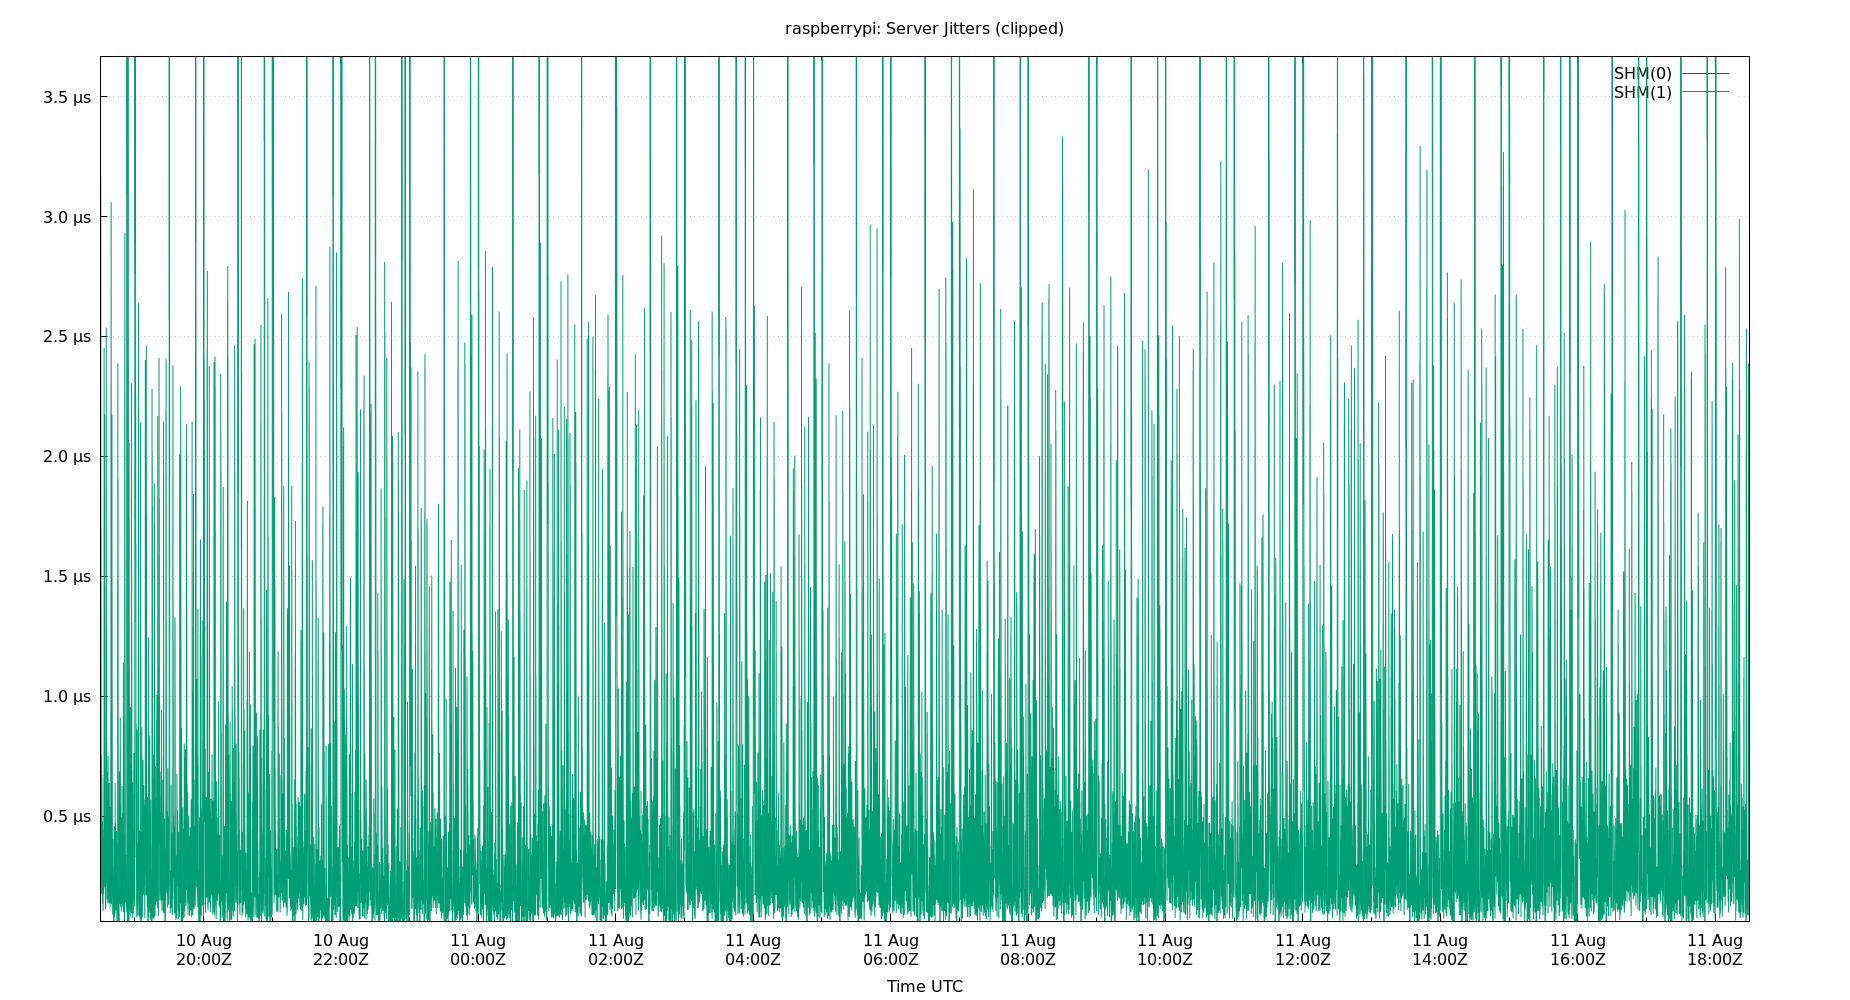 raspberrypi: Server Jitters (clipped)
SHM(0)
SHM(1)
3.5 µs
3.0 µs
2.5 µs
2.0 µs
1.5 µs
1.0 µs
0.5 µs
10 Aug 10 Aug 11 Aug 11 Aug 11 Aug 11 Aug 11 Aug 11 Aug 11 Aug 11 Aug 11 Aug 11 Aug
20:00Z 22:00Z 00:00Z 02:00Z 04:00Z 06:00Z 08:00Z 10:00Z 12:00Z 14:00Z 16:00Z 18:00Z
Time UTC